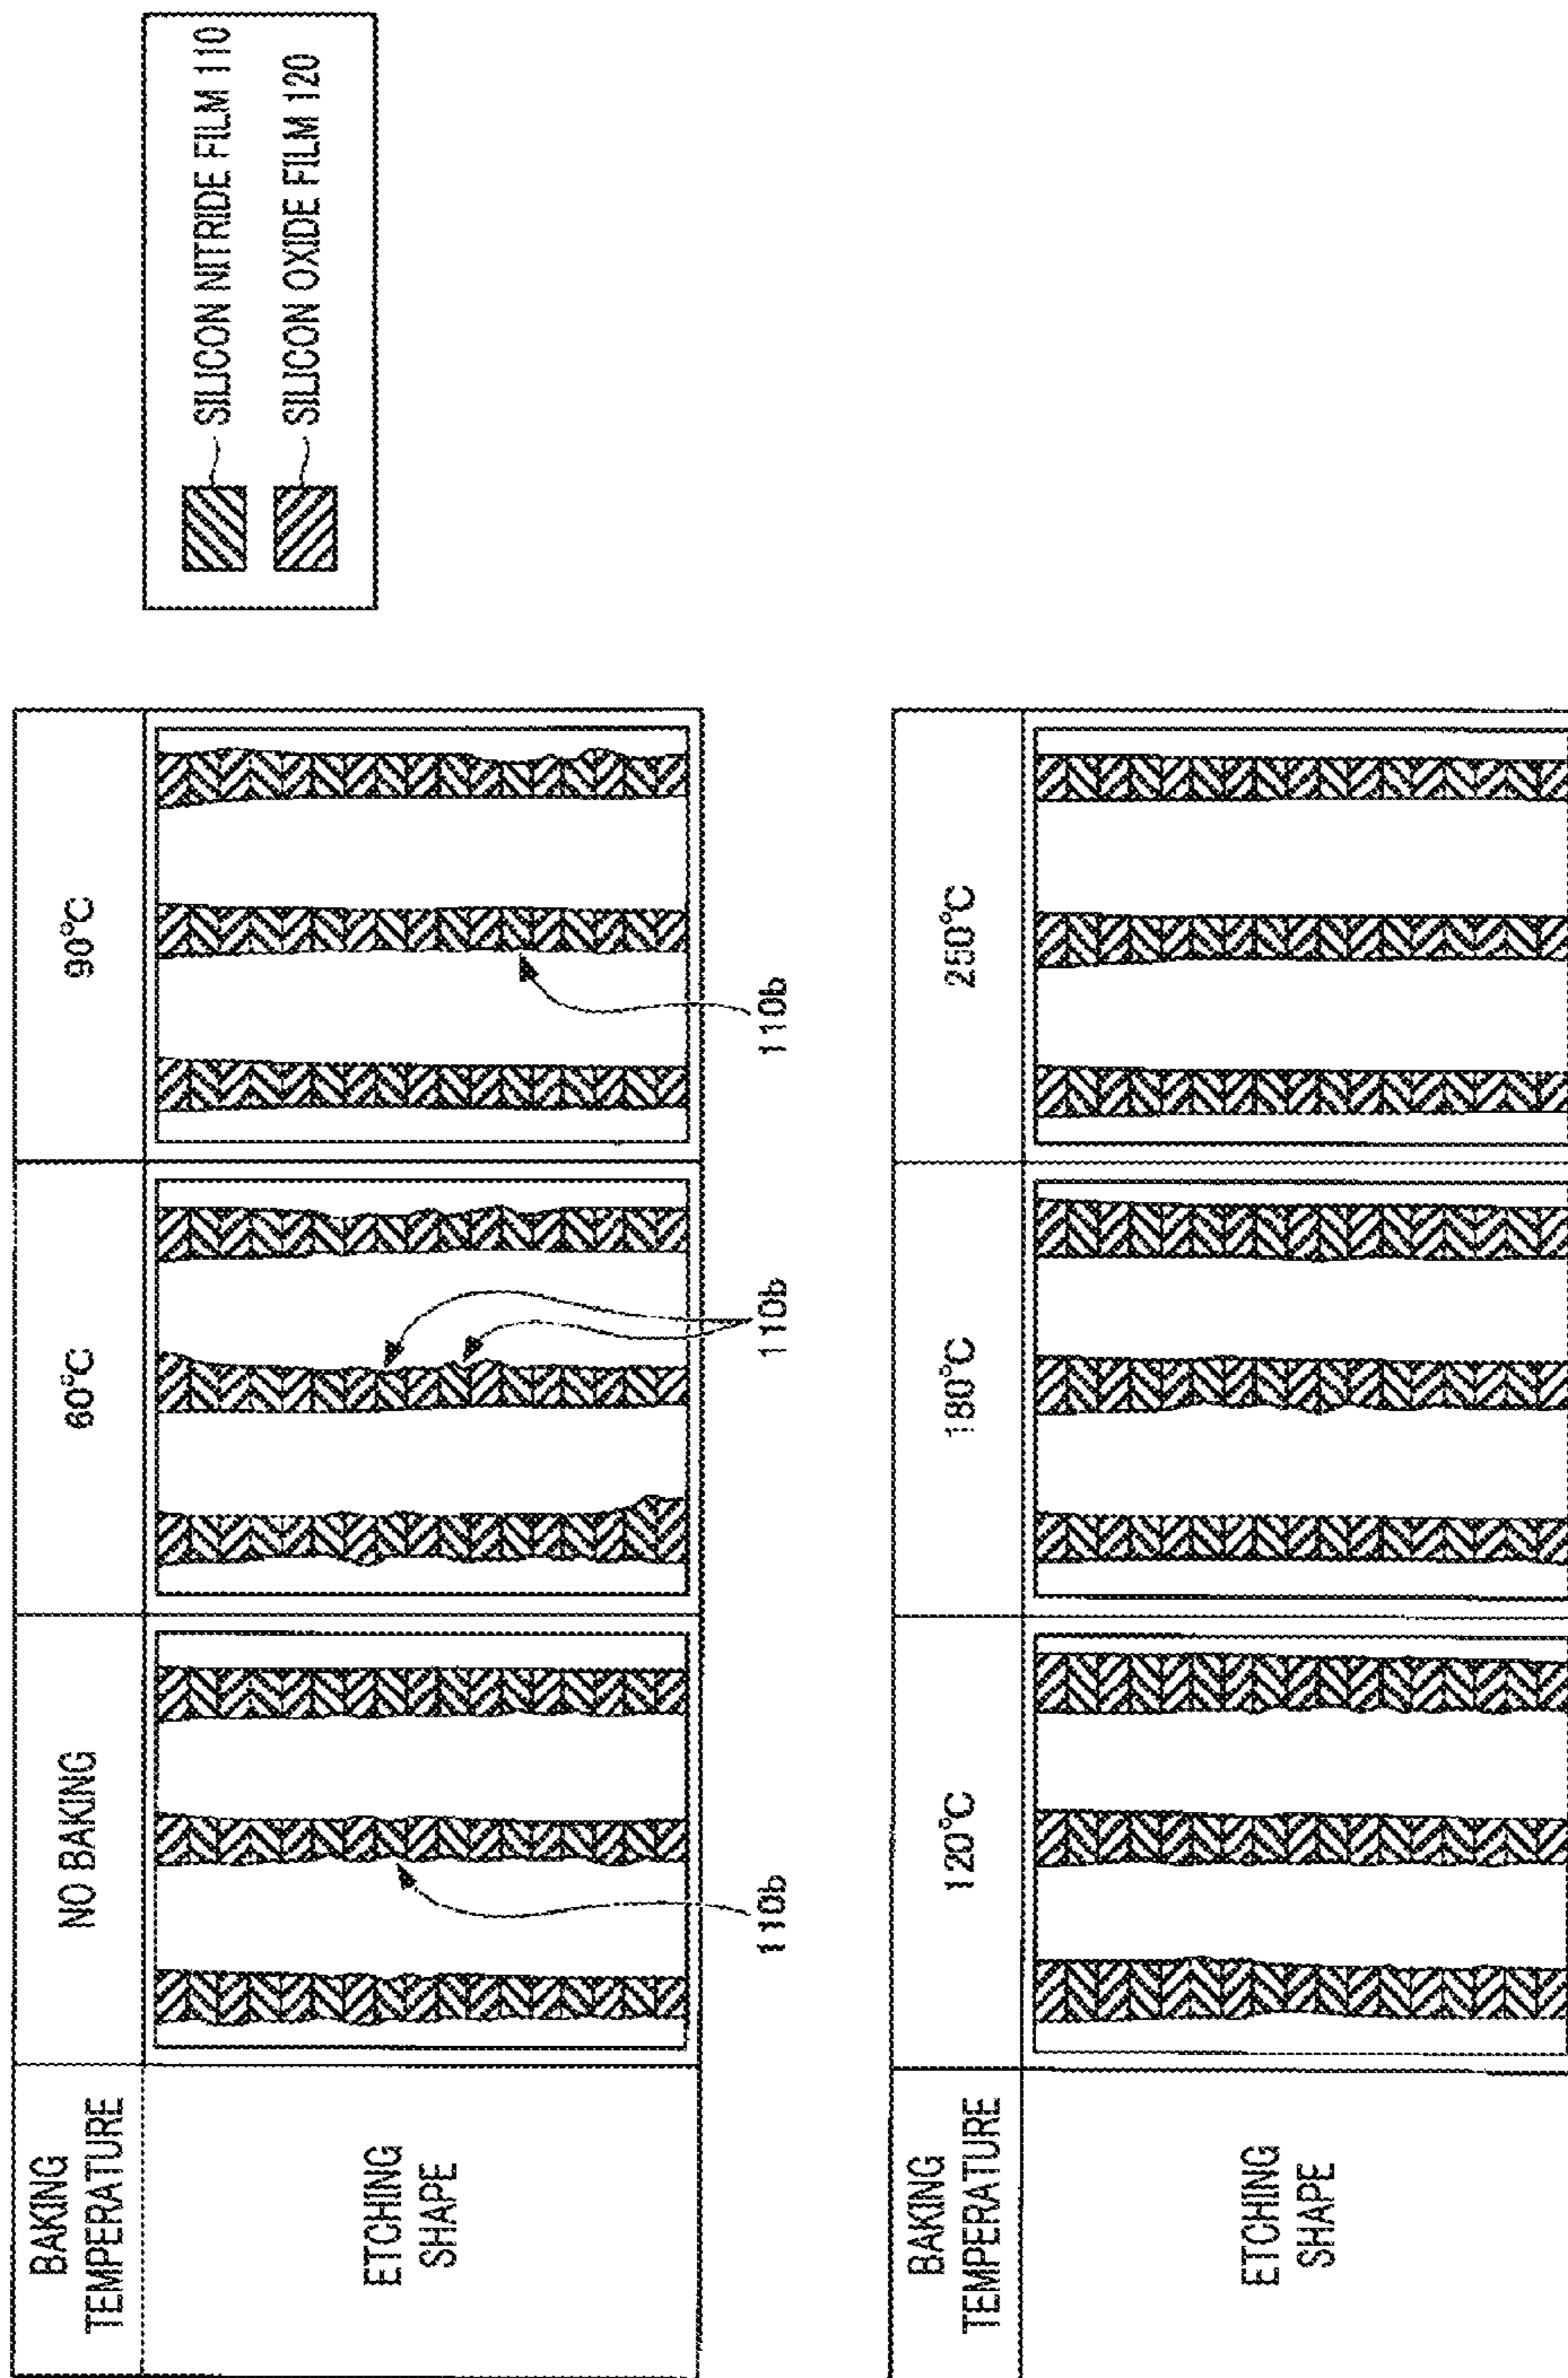 BAKING
TEMPERATURE
NO BAKING
60°C
90°C
SILICON NITRIDE FILM 110
SILICON OXIDE FILM 120
ETCHING
SHAPE
110b
110b
110b
BAKING
TEMPERATURE
120°C
180°C
250°C
ETCHING
SHAPE